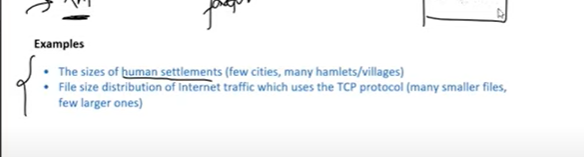 Examples
• The sizes of human settlements (few cities, many hamlets/villages)
• File size distribution of Internet traffic which uses the TCP protocol (many smaller files,
few larger ones)